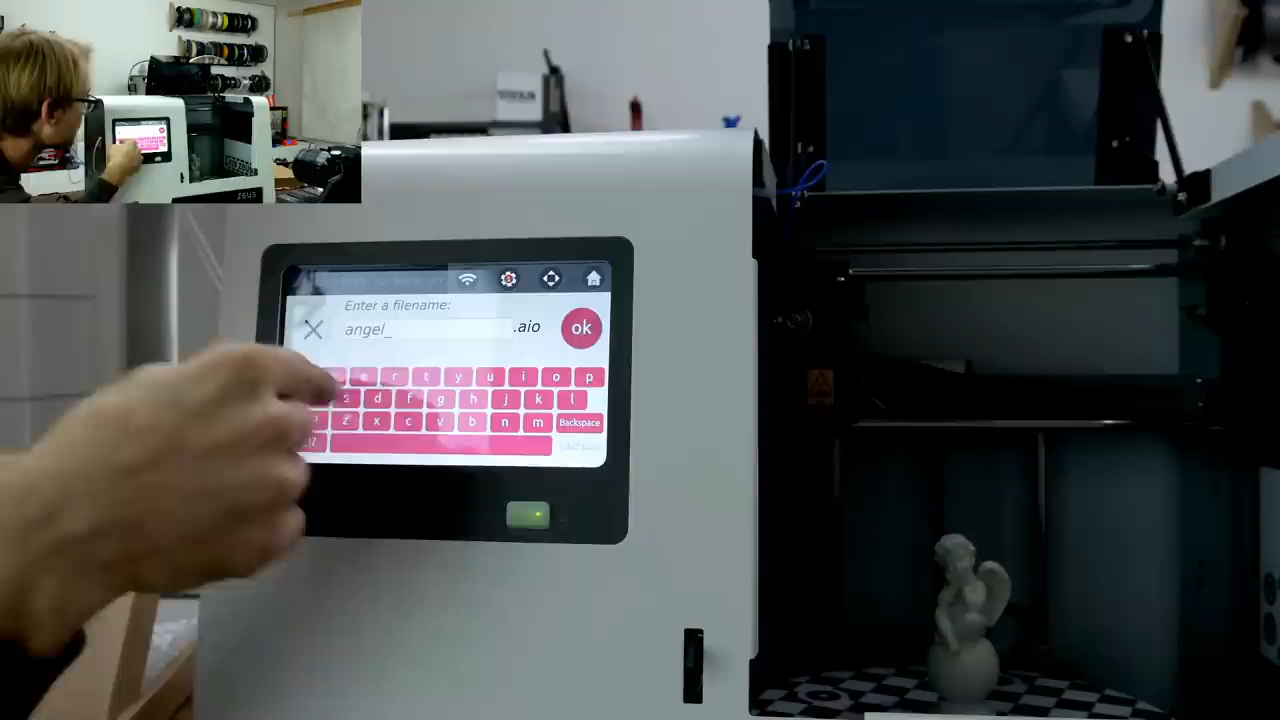 ZEUS
Enter a filename:
angel_ .aio
ok
e r t y u i o p
s d f g h j k l
z x c v b n m Backspace